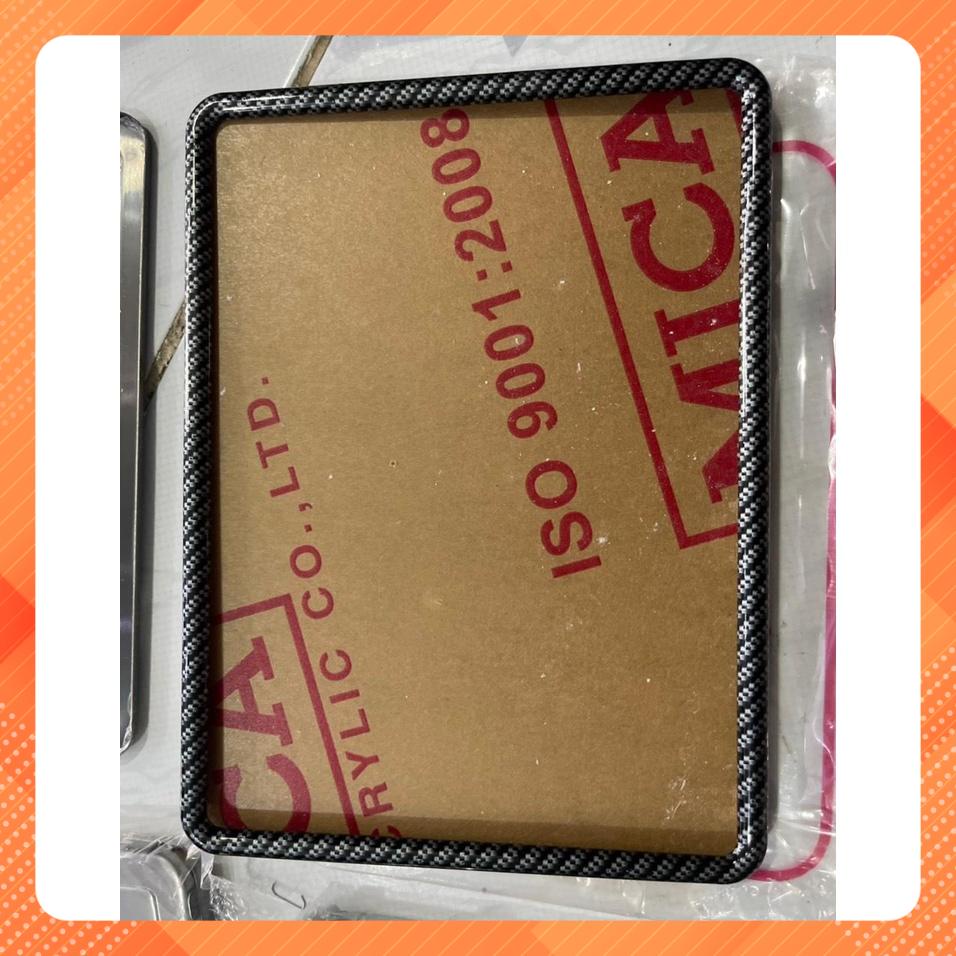 CA
CRYLIC CO.,LTD.
ISO 9001:2008
MICA